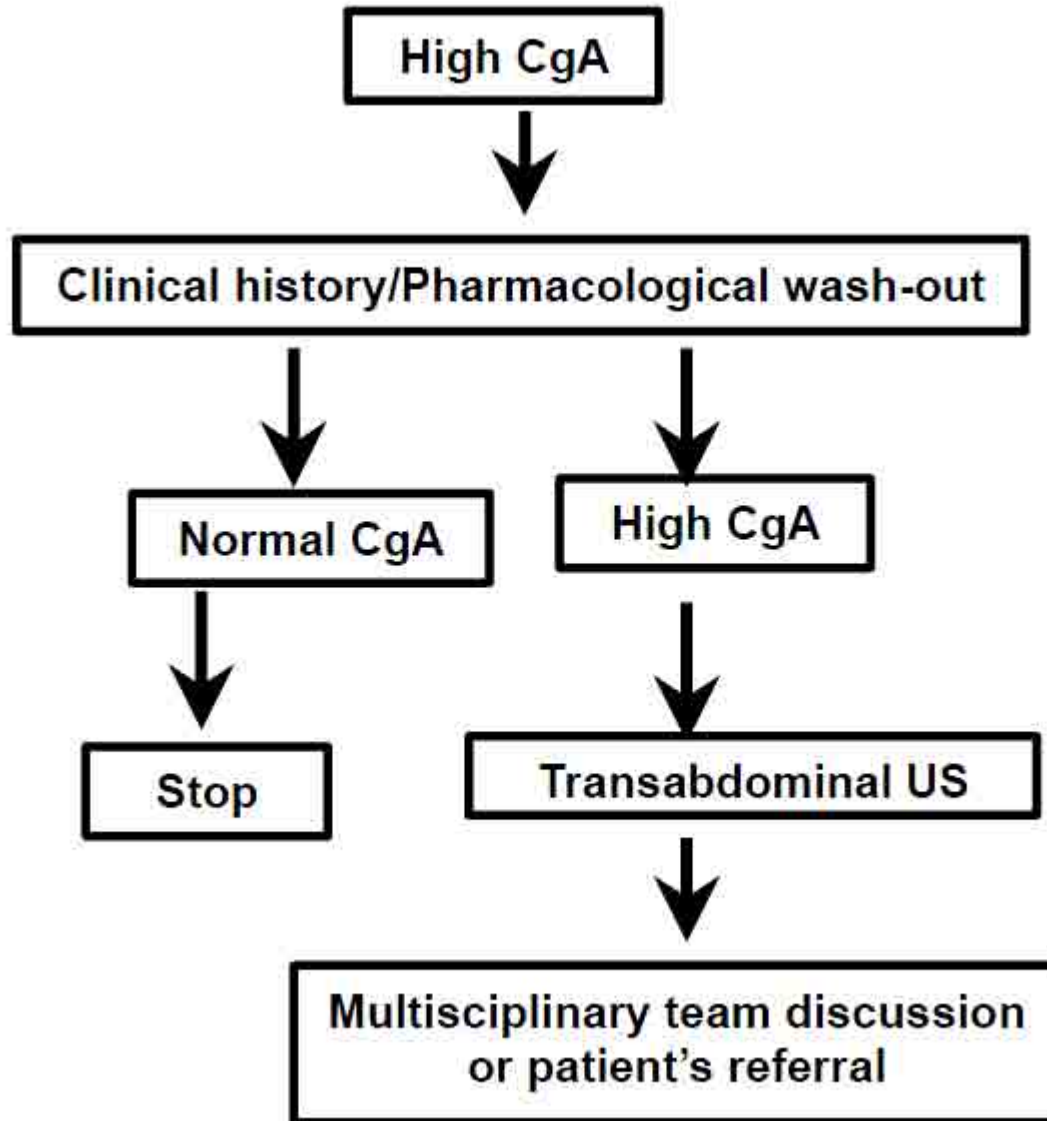 High CgA
Clinical history/Pharmacological wash-out
Normal CgA
High CgA
Stop
Transabdominal US
Multisciplinary team discussion
or patient's referral